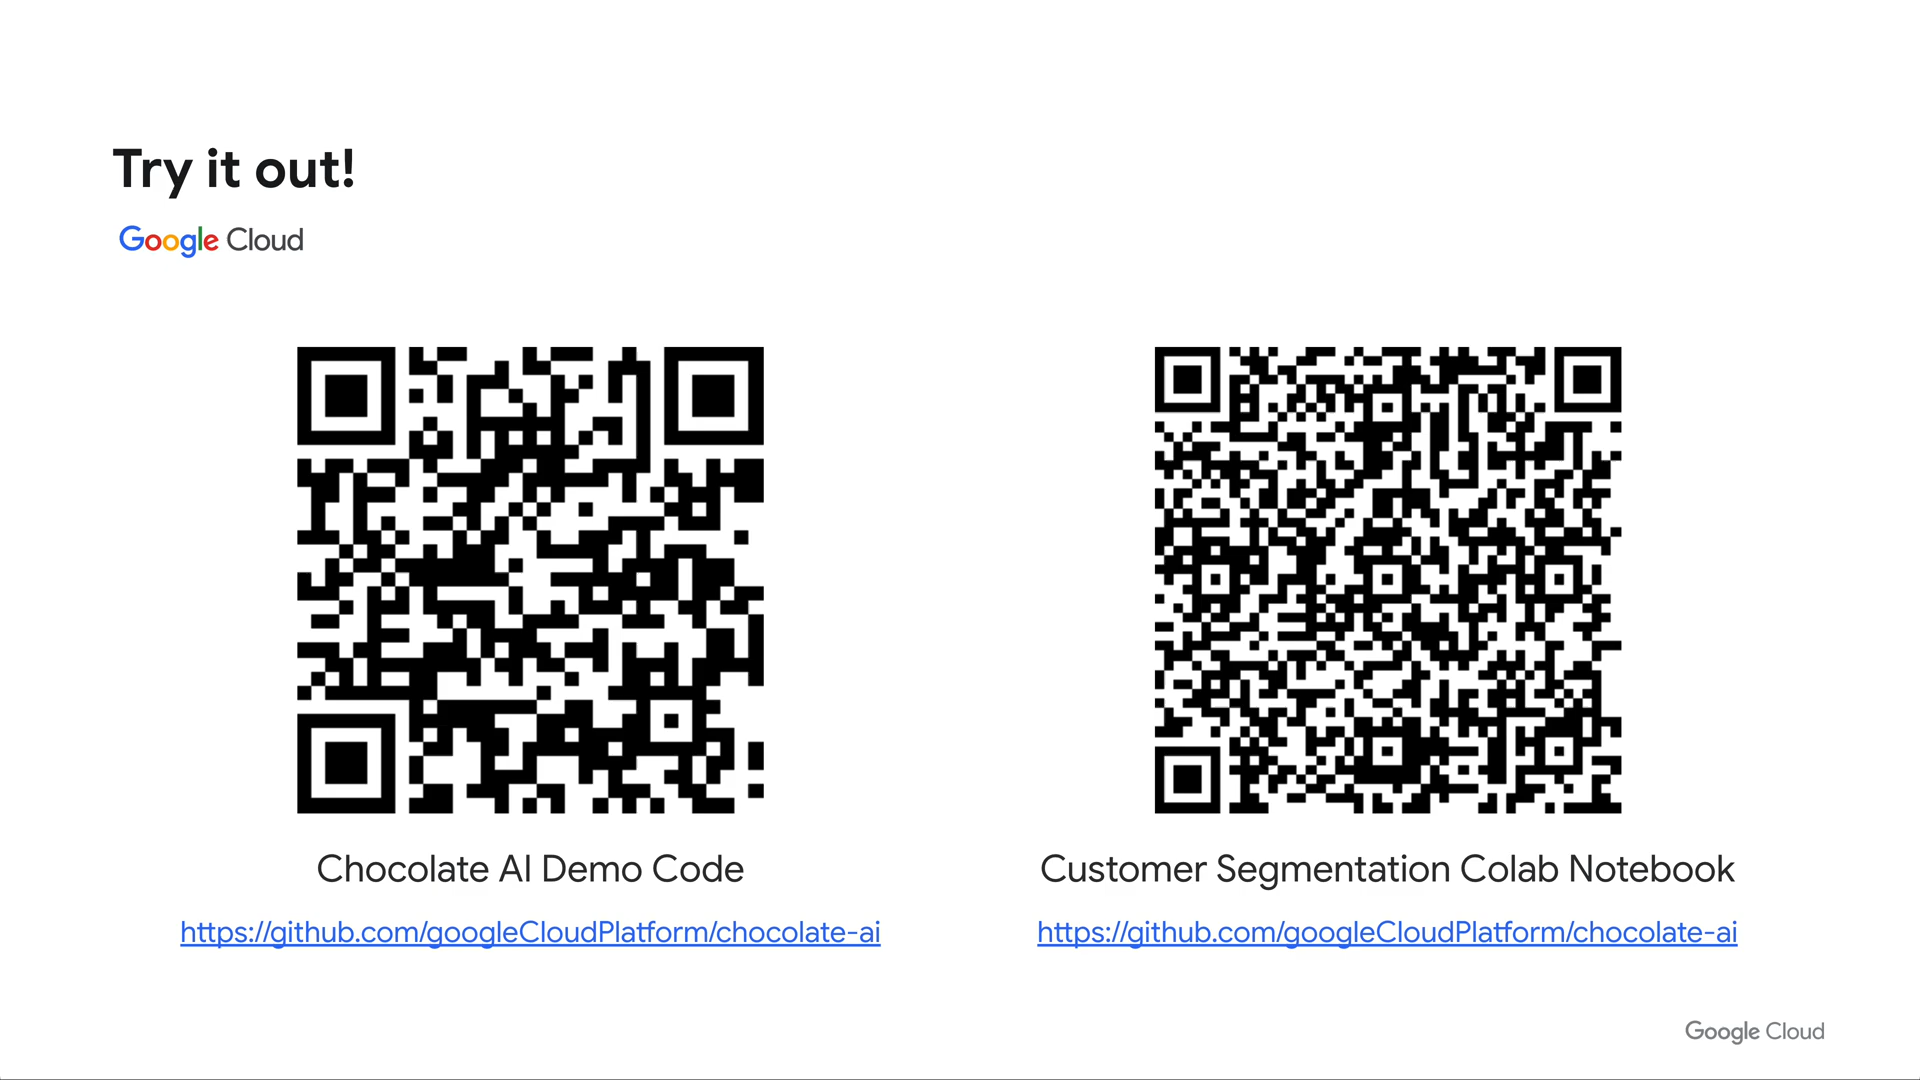 Try it out!
Google Cloud
Chocolate AI Demo Code
https://github.com/googleCloudPlatform/chocolate-ai
Customer Segmentation Colab Notebook
https://github.com/googleCloudPlatform/chocolate-ai
Google Cloud